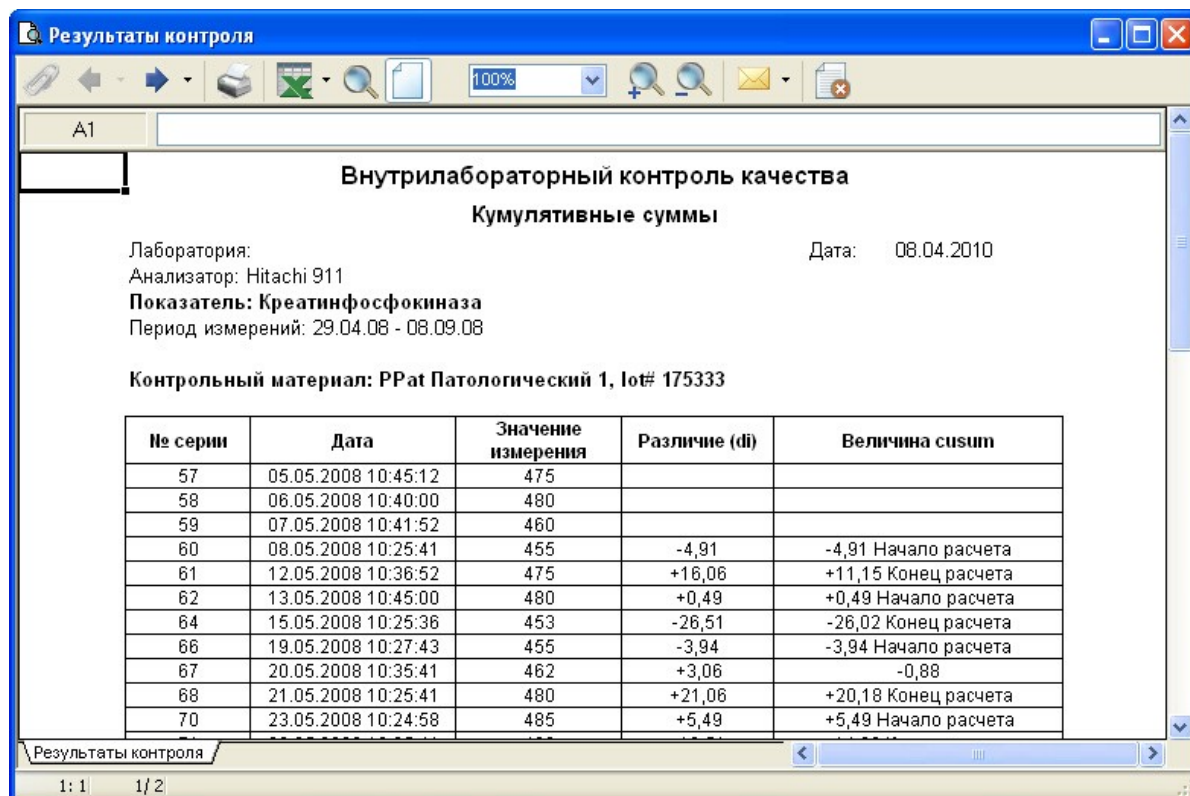 Результаты контроля
100%
A1
Внутрилабораторный контроль качества
Кумулятивные суммы
Лаборатория: Дата: 08.04.2010
Анализатор: Hitachi 911
Показатель: Креатинфосфокиназа
Период измерений: 29.04.08 - 08.09.08
Контрольный материал: PPat Патологический 1, lot# 175333
№ серии Дата Значение измерения Различие (di) Величина cusum
57 05.05.2008 10:45:12 475
58 06.05.2008 10:40:00 480
59 07.05.2008 10:41:52 460
60 08.05.2008 10:25:41 455 -4,91 -4,91 Начало расчета
61 12.05.2008 10:36:52 475 +16,06 +11,15 Конец расчета
62 13.05.2008 10:45:00 480 +0,49 +0,49 Начало расчета
64 15.05.2008 10:25:36 453 -26,51 -26,02 Конец расчета
66 19.05.2008 10:27:43 455 -3,94 -3,94 Начало расчета
67 20.05.2008 10:35:41 462 +3,06 -0,88
68 21.05.2008 10:25:41 480 +21,06 +20,18 Конец расчета
70 23.05.2008 10:24:58 485 +5,49 +5,49 Начало расчета
Результаты контроля
1: 1 1/ 2